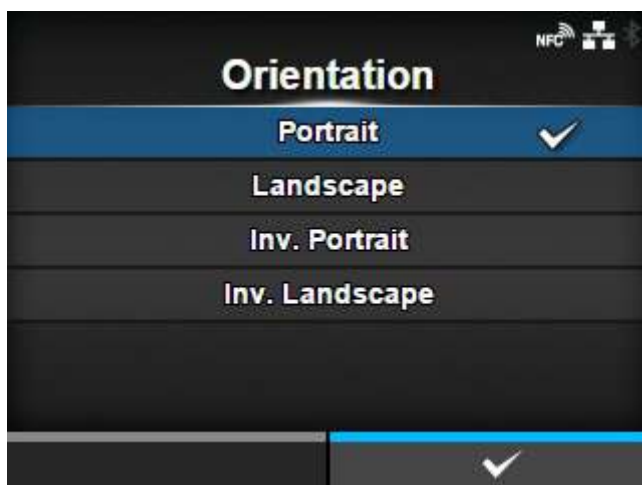 NFC
Orientation
Portrait
Landscape
Inv. Portrait
Inv. Landscape